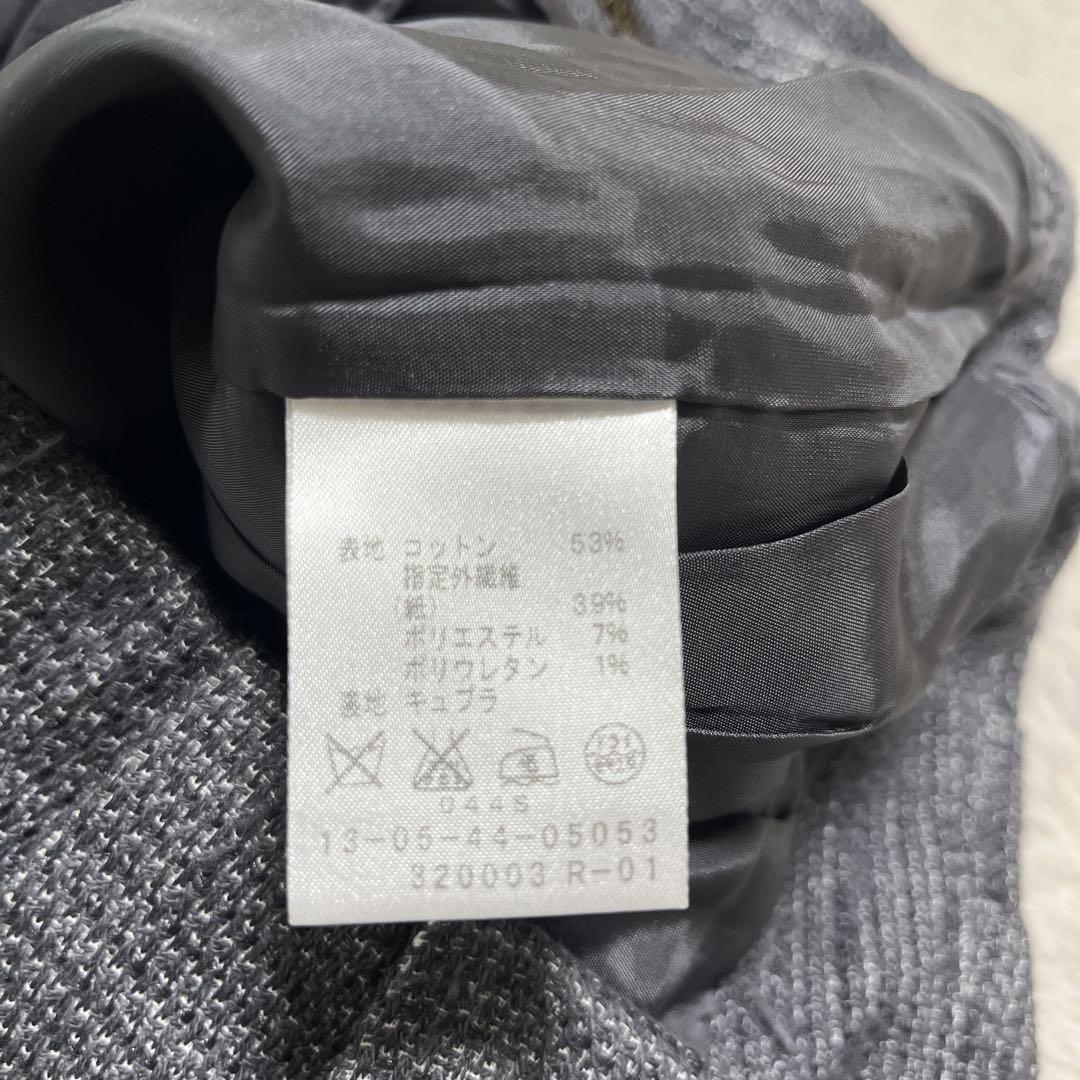 表地 コットン 53%
指定外繊維
(紙) 39%
ポリエステル 7%
ポリウレタン 1%
裏地 キュプラ
044S
13-05-44-05053
320003 R-01